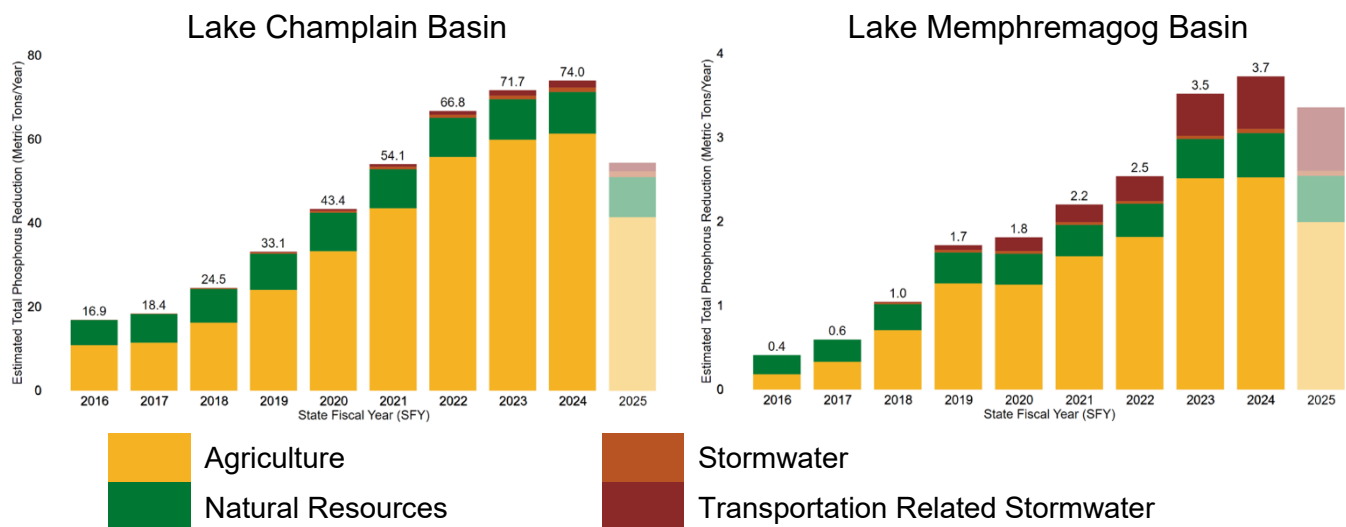 Lake Champlain Basin
Estimated Total Phosphorus Reduction (Metric Tons/Year)
80
60
40
20
0
16.9
18.4
24.5
33.1
43.4
54.1
66.8
71.7
74.0
2016 2017 2018 2019 2020 2021 2022 2023 2024 2025
State Fiscal Year (SFY)
Lake Memphremagog Basin
Estimated Total Phosphorus Reduction (Metric Tons/Year)
4
3
2
1
0
0.4
0.6
1.0
1.7
1.8
2.2
2.5
3.5
3.7
2016 2017 2018 2019 2020 2021 2022 2023 2024 2025
State Fiscal Year (SFY)
Agriculture
Natural Resources
Stormwater
Transportation Related Stormwater